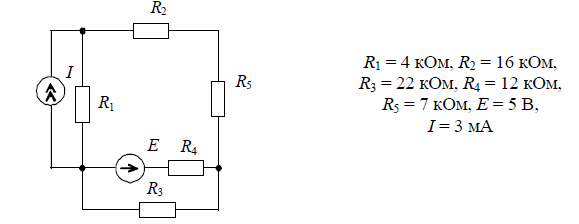 R2
I
R1
R5
E
R4
R3
R1 = 4 кОм, R2 = 16 кОм,
R3 = 22 кОм, R4 = 12 кОм,
R5 = 7 кОм, E = 5 В,
I = 3 мА